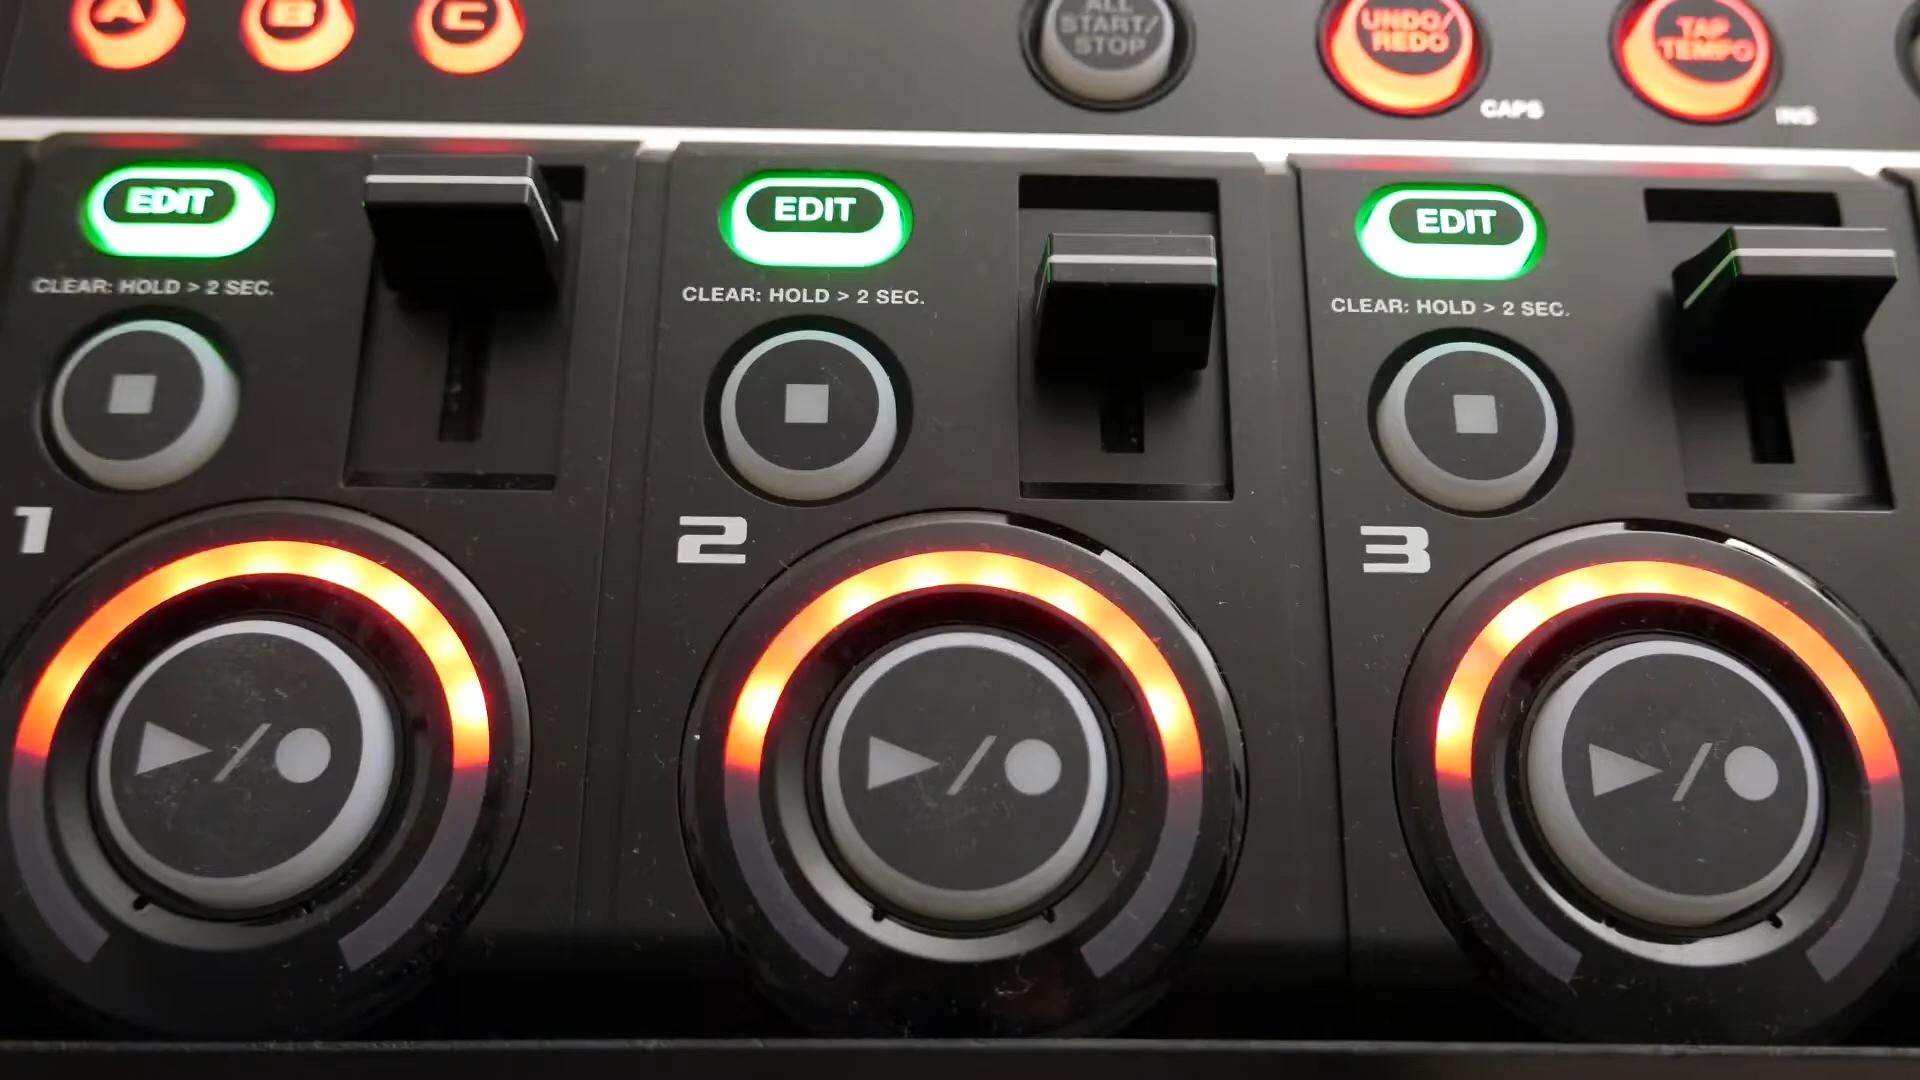 A B C
ALL
START/
STOP
UNDO/
REDO
TAP
TEMPO
CAPS
INS
EDIT
EDIT
EDIT
CLEAR: HOLD > 2 SEC.
CLEAR: HOLD > 2 SEC.
CLEAR: HOLD > 2 SEC.
1
2
3